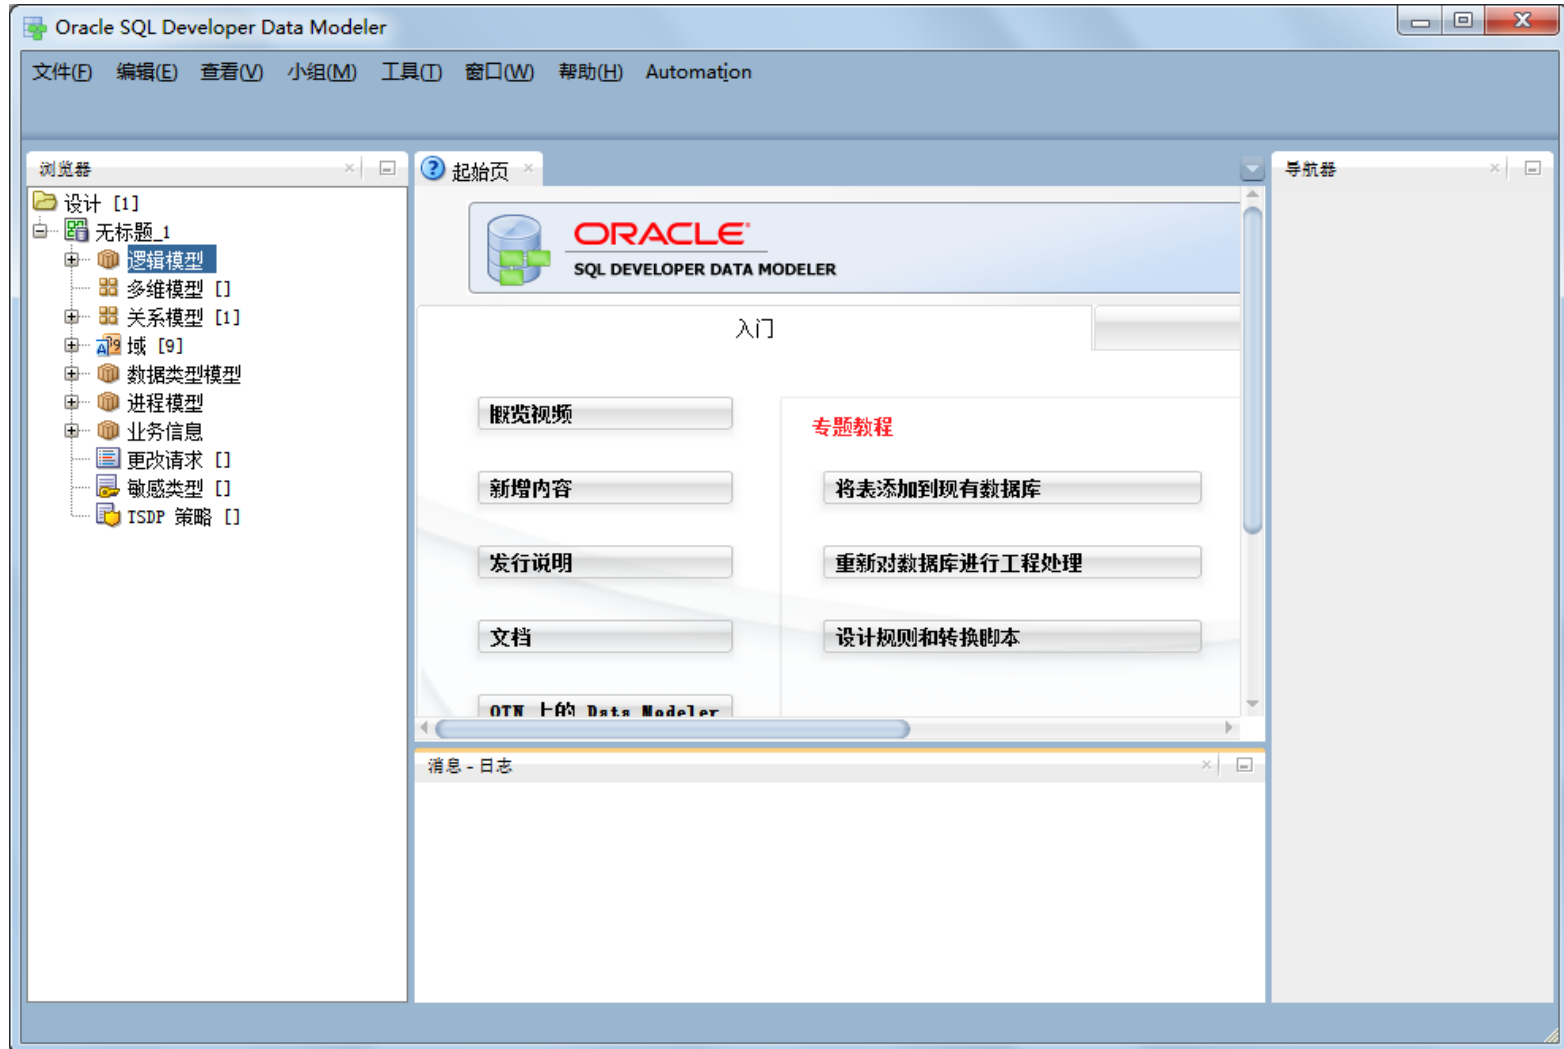 Oracle SQL Developer Data Modeler
文件(F) 编辑(E) 查看(V) 小组(M) 工具(T) 窗口(W) 帮助(H) Automation
浏览器
设计 [1]
无标题_1
逻辑模型
多维模型 []
关系模型 [1]
域 [9]
数据类型模型
进程模型
业务信息
更改请求 []
敏感类型 []
TSDP 策略 []
起始页
ORACLE
SQL DEVELOPER DATA MODELER
入门
概览视频
新增内容
发行说明
文档
OTN 上的 Data Modeler
专题教程
将表添加到现有数据库
重新对数据库进行工程处理
设计规则和转换脚本
消息 - 日志
导航器